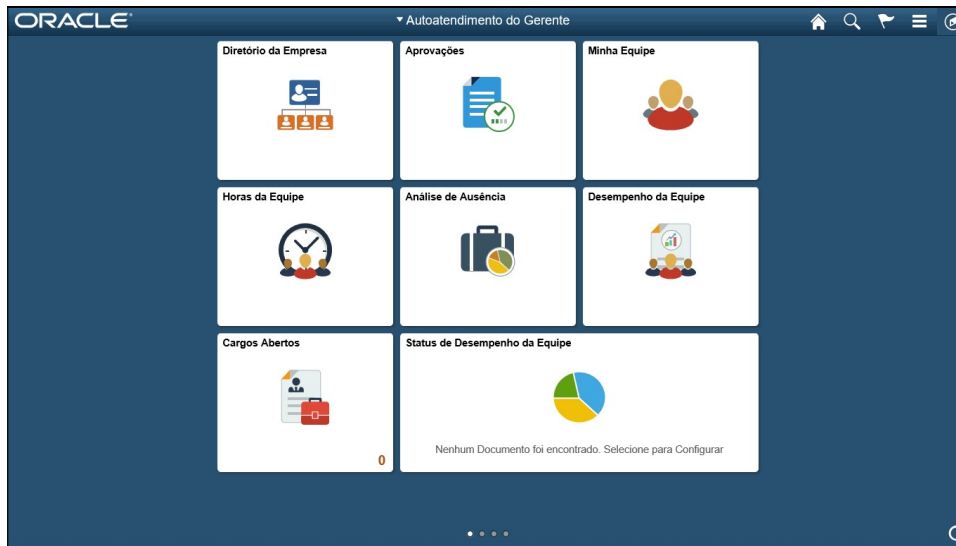 ORACLE
Autoatendimento do Gerente
Diretório da Empresa
Aprovações
Minha Equipe
Horas da Equipe
Análise de Ausência
Desempenho da Equipe
Cargos Abertos
0
Status de Desempenho da Equipe
Nenhum Documento foi encontrado. Selecione para Configurar